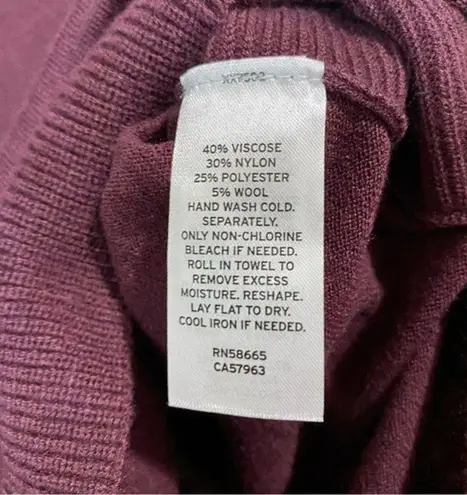 40% VISCOSE
30% NYLON
25% POLYESTER
5% WOOL
HAND WASH COLD.
SEPARATELY.
ONLY NON-CHLORINE
BLEACH IF NEEDED.
ROLL IN TOWEL TO
REMOVE EXCESS
MOISTURE. RESHAPE.
LAY FLAT TO DRY.
COOL IRON IF NEEDED.
RN58665
CA57963